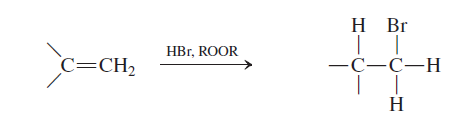 H Br
HBr, ROOR
C=CH₂
–C–C–H
H